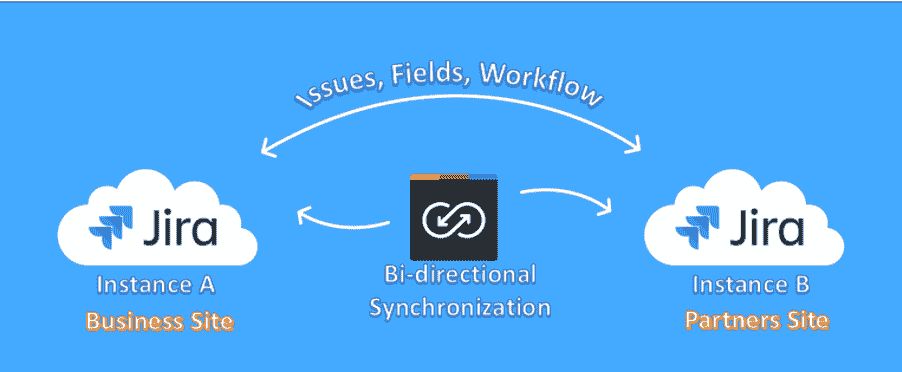 Issues, Fields, Workflow
Jira
Jira
Instance A
Business Site
Bi-directional
Synchronization
Instance B
Partners Site